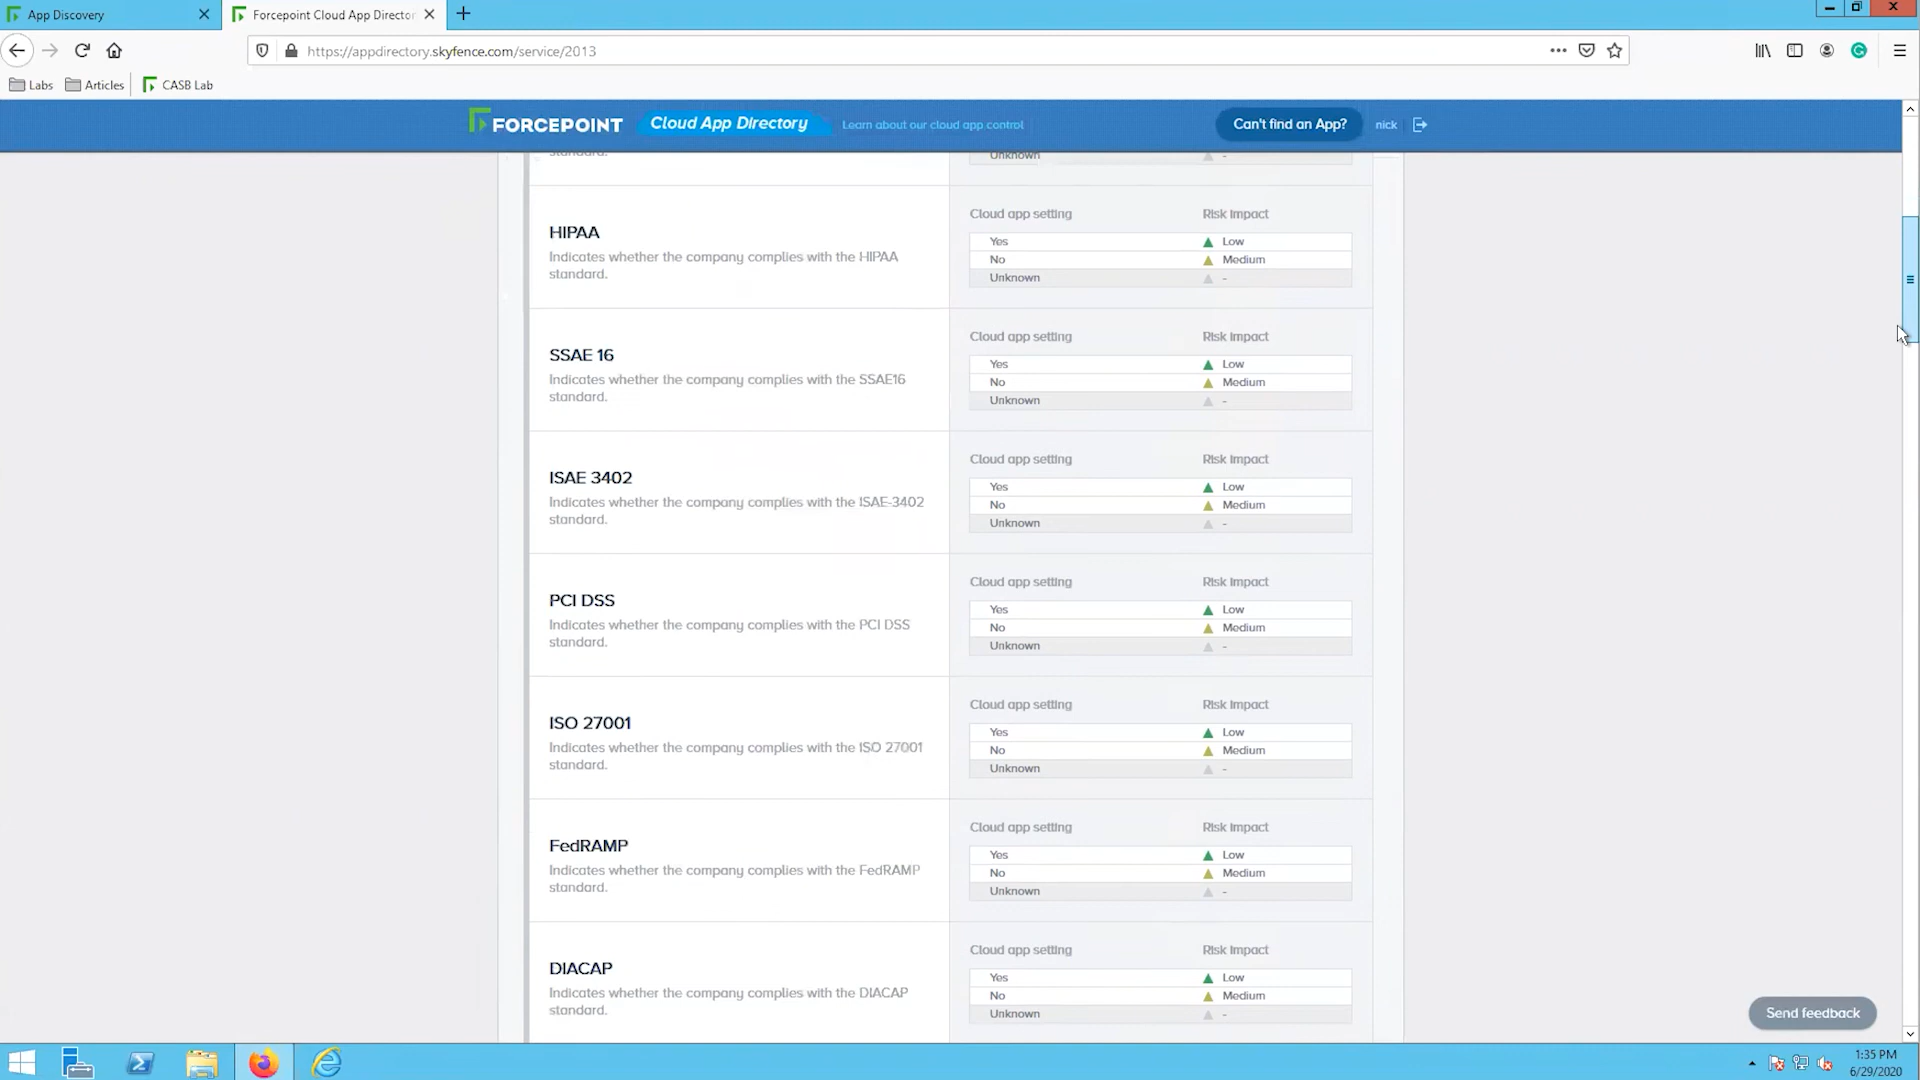 App Discovery
Forcepoint Cloud App Director
https://appdirectory.skyfence.com/service/2013
Labs
Articles
CASB Lab
FORCEPOINT
Cloud App Directory
Learn about our cloud app control
Can't find an App?
nick
standard.
Unknown -
HIPAA
Indicates whether the company complies with the HIPAA
standard.
Cloud app setting Risk Impact
Yes Low
No Medium
Unknown -
SSAE 16
Indicates whether the company complies with the SSAE16
standard.
Cloud app setting Risk Impact
Yes Low
No Medium
Unknown -
ISAE 3402
Indicates whether the company complies with the ISAE-3402
standard.
Cloud app setting Risk Impact
Yes Low
No Medium
Unknown -
PCI DSS
Indicates whether the company complies with the PCI DSS
standard.
Cloud app setting Risk Impact
Yes Low
No Medium
Unknown -
ISO 27001
Indicates whether the company complies with the ISO 27001
standard.
Cloud app setting Risk Impact
Yes Low
No Medium
Unknown -
FedRAMP
Indicates whether the company complies with the FedRAMP
standard.
Cloud app setting Risk Impact
Yes Low
No Medium
Unknown -
DIACAP
Indicates whether the company complies with the DIACAP
standard.
Cloud app setting Risk Impact
Yes Low
No Medium
Unknown -
Send feedback
1:35 PM
6/29/2020